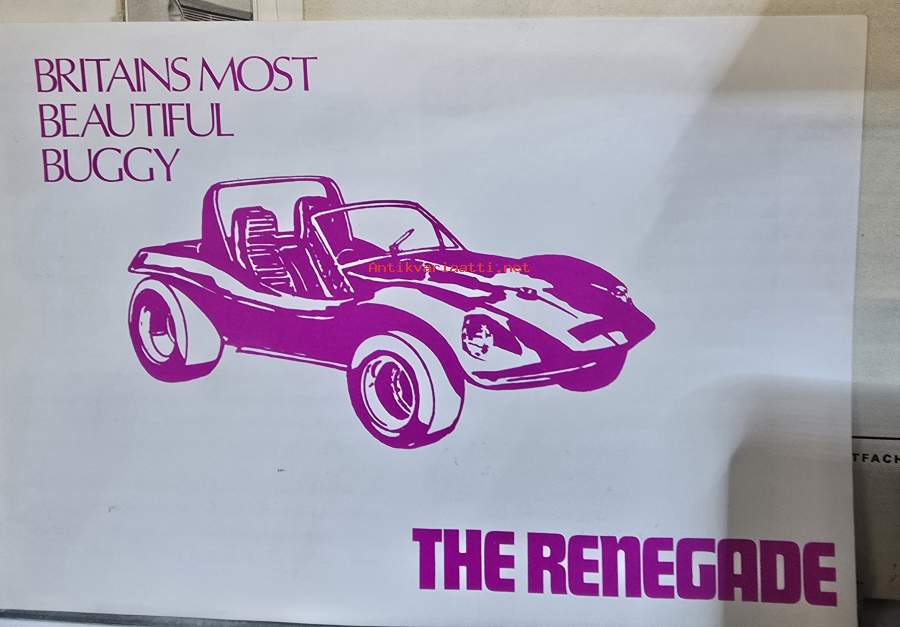 BRITAINS MOST
BEAUTIFUL
BUGGY
Antikvariaatti.net
TFACH
THE RENEGADE